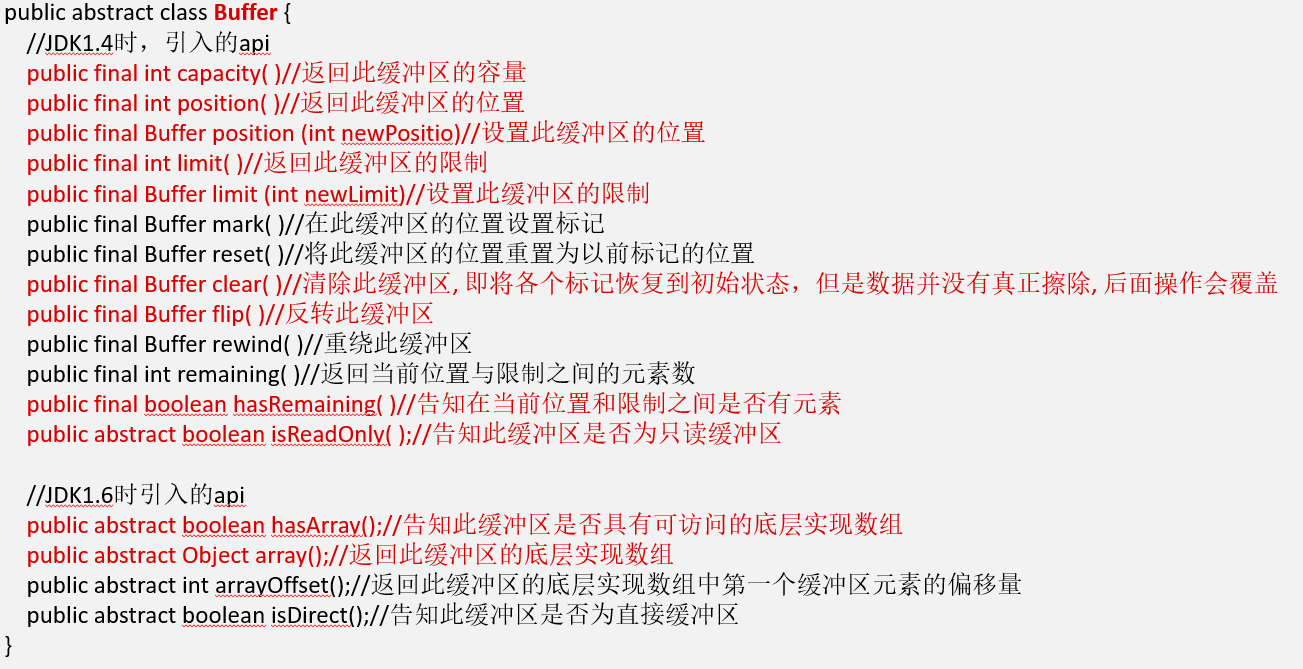 public abstract class Buffer {
//JDK1.4时，引入的api
public final int capacity( )//返回此缓冲区的容量
public final int position( )//返回此缓冲区的位置
public final Buffer position (int newPositio)//设置此缓冲区的位置
public final int limit( )//返回此缓冲区的限制
public final Buffer limit (int newLimit)//设置此缓冲区的限制
public final Buffer mark( )//在此缓冲区的位置设置标记
public final Buffer reset( )//将此缓冲区的位置重置为以前标记的位置
public final Buffer clear( )//清除此缓冲区, 即将各个标记恢复到初始状态，但是数据并没有真正擦除, 后面操作会覆盖
public final Buffer flip( )//反转此缓冲区
public final Buffer rewind( )//重绕此缓冲区
public final int remaining( )//返回当前位置与限制之间的元素数
public final boolean hasRemaining( )//告知在当前位置和限制之间是否有元素
public abstract boolean isReadOnly( );//告知此缓冲区是否为只读缓冲区
//JDK1.6时引入的api
public abstract boolean hasArray();//告知此缓冲区是否具有可访问的底层实现数组
public abstract Object array();//返回此缓冲区的底层实现数组
public abstract int arrayOffset();//返回此缓冲区的底层实现数组中第一个缓冲区元素的偏移量
public abstract boolean isDirect();//告知此缓冲区是否为直接缓冲区
}